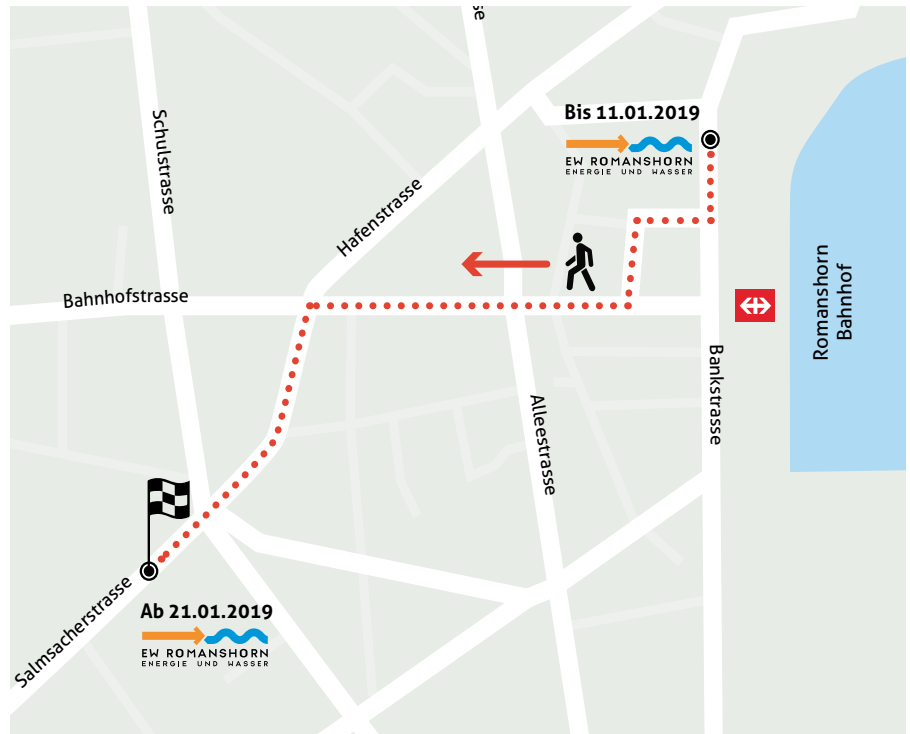 se
Bis 11.01.2019
EW ROMANSHORN
ENERGIE UND WASSER
Schulstrasse
Hafenstrasse
Bahnhofstrasse
Romanshorn
Bahnhof
Bankstrasse
Alleestrasse
Salmsacherstrasse
Ab 21.01.2019
EW ROMANSHORN
ENERGIE UND WASSER